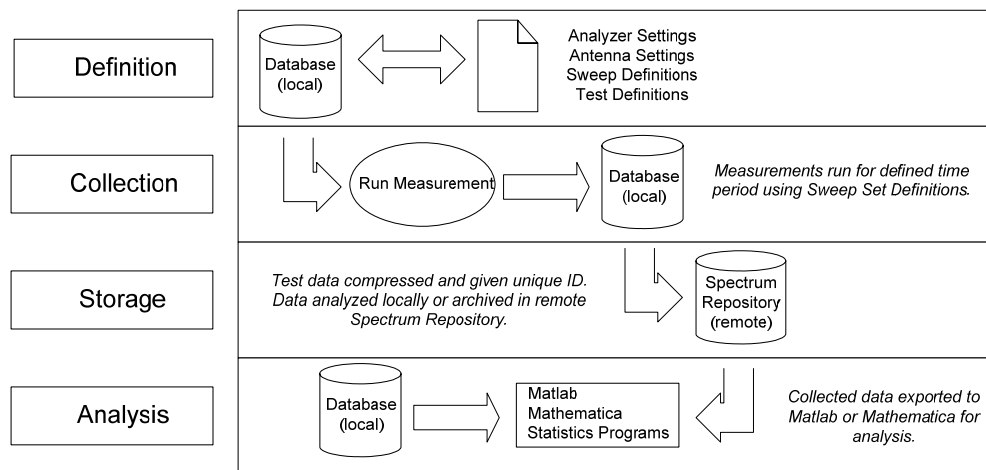 Definition
Database
(local)
Analyzer Settings
Antenna Settings
Sweep Definitions
Test Definitions
Collection
Run Measurement
Database
(local)
Measurements run for defined time
period using Sweep Set Definitions.
Storage
Test data compressed and given unique ID.
Data analyzed locally or archived in remote
Spectrum Repository.
Spectrum
Repository
(remote)
Analysis
Database
(local)
Matlab
Mathematica
Statistics Programs
Collected data exported to
Matlab or Mathematica for
analysis.